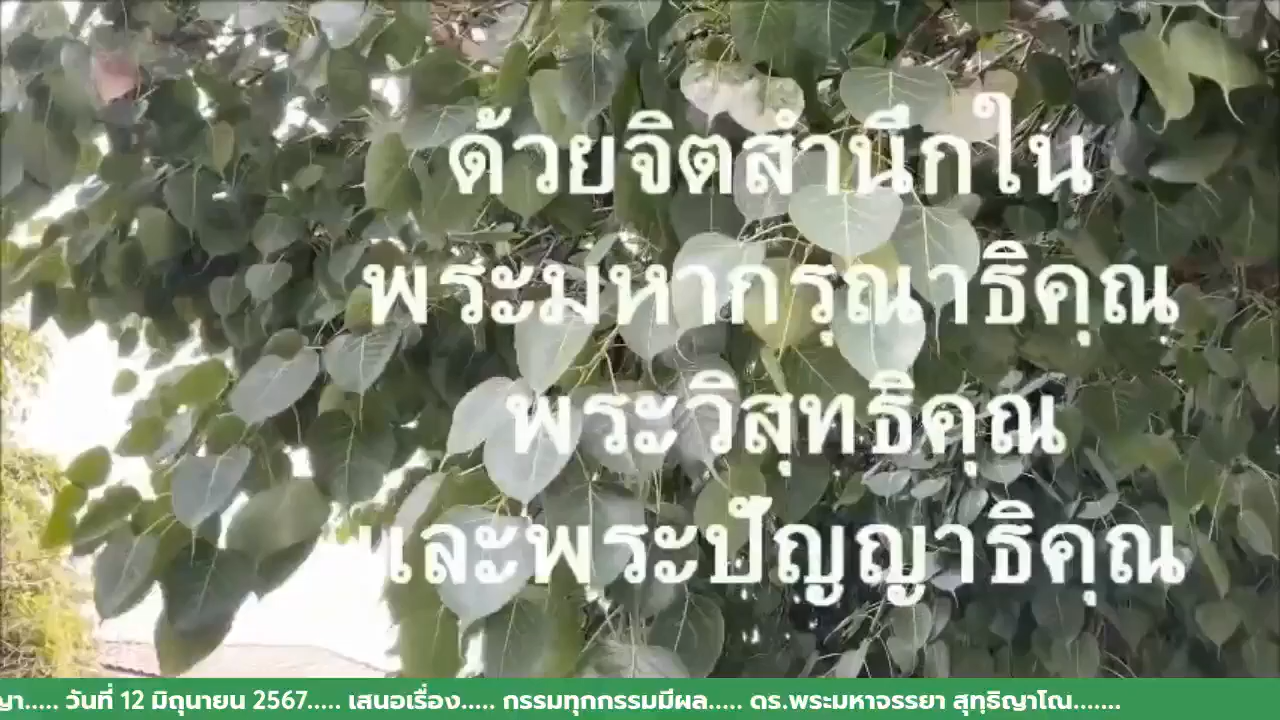 ด้วยจิตสำนึกใน
พระมหากรุณาธิคุณ
พระวิสุทธิคุณ
และพระปัญญาธิคุณ
ญา..... วันที่ 12 มิถุนายน 2567..... เสนอเรื่อง..... กรรมทุกกรรมมีผล..... ดร.พระมหาจรรยา สุทฺธิญาโณ.......